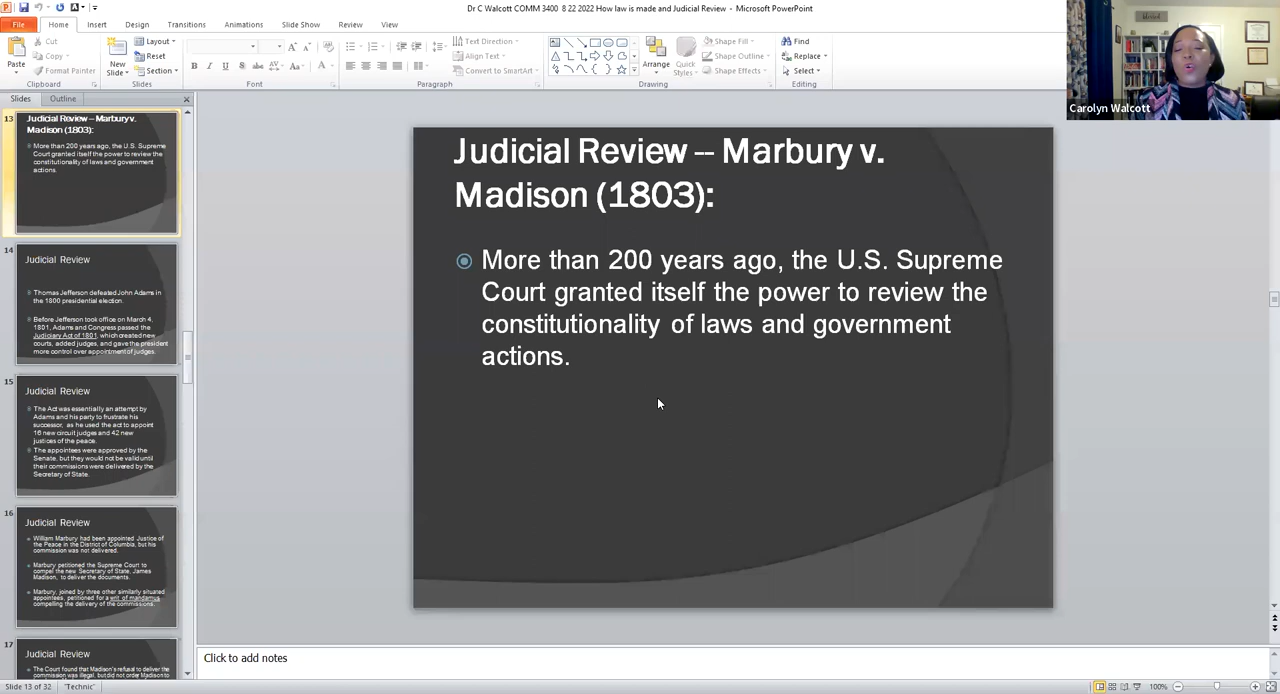 Dr C Walcott COMM 3400 8 22 2022 How law is made and Judicial Review - Microsoft PowerPoint
File Home Insert Design Transitions Animations Slide Show Review View
Cut
Copy
Format Painter
Paste
Clipboard
New
Slide
Layout
Reset
Section
Slides
Font
Text Direction
Align Text
Convert to SmartArt
Paragraph
Arrange
Quick
Styles
Shape Fill
Shape Outline
Shape Effects
Drawing
Find
Replace
Select
Editing
Carolyn Walcott
Slides Outline
13
Judicial Review – Marbury v.
Madison (1803):
More than 200 years ago, the U.S. Supreme
Court granted itself the power to review the
constitutionality of laws and government
actions.
14
Judicial Review
Thomas Jefferson defeated John Adams in
the 1800 presidential election.
Before Jefferson took office on March 4,
1801, Adams and Congress passed the
Judiciary Act of 1801, which created new
courts, added judges, and gave the president
more control over appointment of judges.
15
Judicial Review
The Act was essentially an attempt by
Adams and his party to frustrate his
successor, as he used the act to appoint
16 new circuit judges and 42 new
justices of the peace.
The appointees were approved by the
Senate, but they would not be valid until
their commissions were delivered by the
Secretary of State.
16
Judicial Review
William Marbury had been appointed Justice of
the Peace in the District of Columbia, but his
commission was not delivered.
Marbury petitioned the Supreme Court to
compel the new Secretary of State, James
Madison, to deliver the documents.
Marbury, joined by three other similarly situated
appointees, petitioned for a writ of mandamus
compelling the delivery of the commissions.
17
Judicial Review
The Court found that Madison's refusal to deliver the
commission was illegal, but did not order Madison to
Judicial Review -- Marbury v.
Madison (1803):
More than 200 years ago, the U.S. Supreme
Court granted itself the power to review the
constitutionality of laws and government
actions.
Click to add notes
Slide 13 of 32 "Technic" 100%